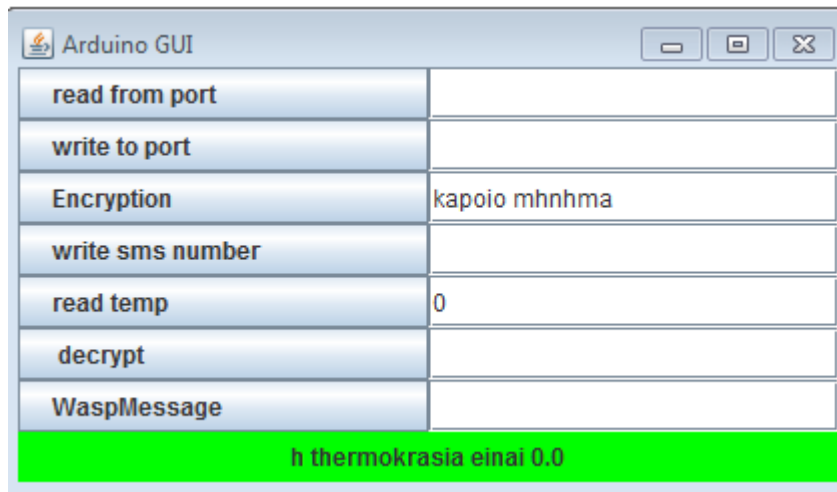 Arduino GUI
read from port
write to port
Encryption kapoio mhnhma
write sms number
read temp 0
decrypt
WaspMessage
h thermokrasia einai 0.0